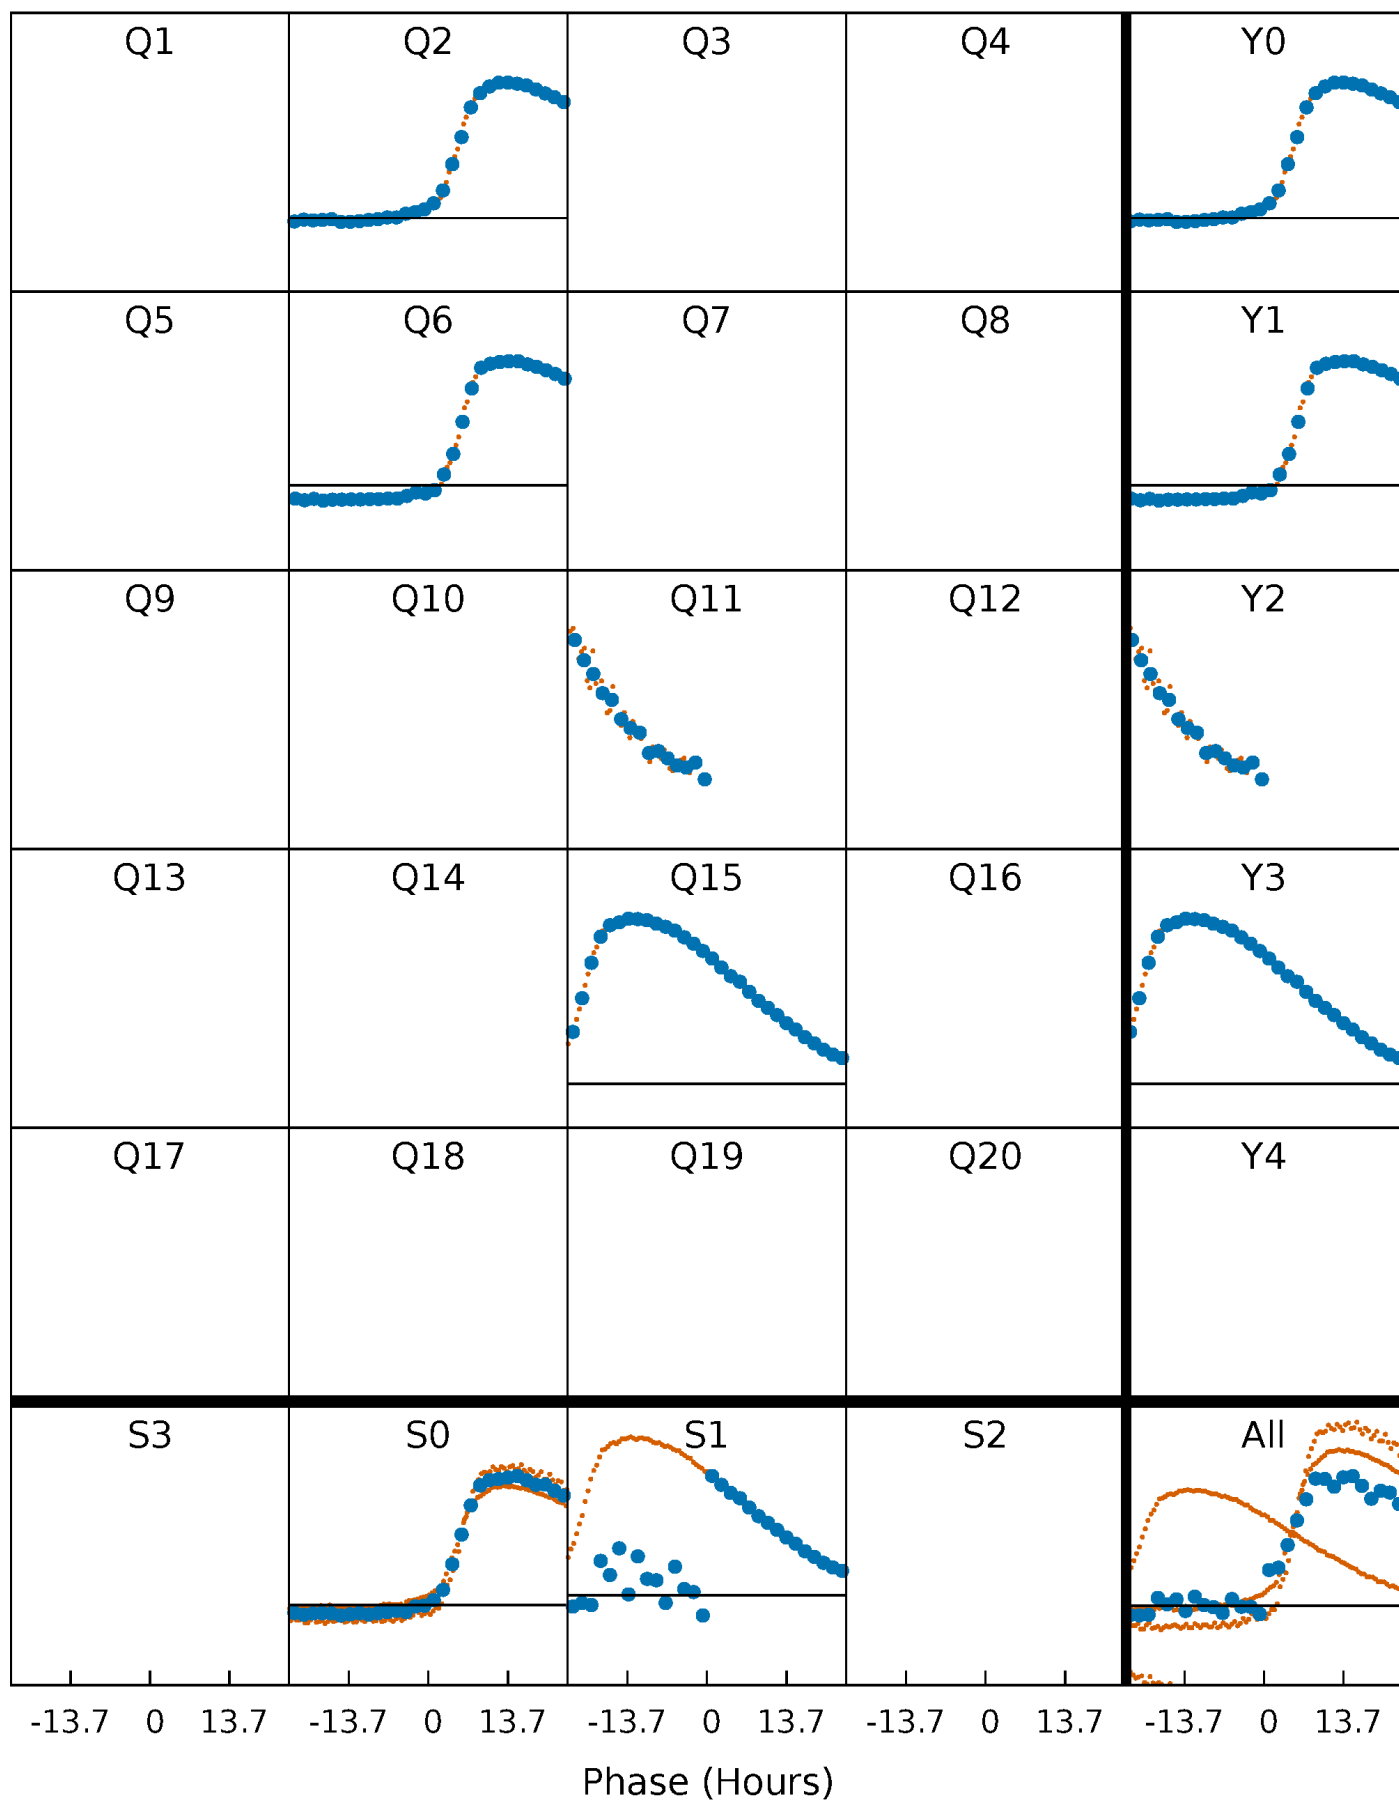 Q1 Q2 Q3 Q4 Y0
Q5 Q6 Q7 Q8 Y1
Q9 Q10 Q11 Q12 Y2
Q13 Q14 Q15 Q16 Y3
Q17 Q18 Q19 Q20 Y4
S3 S0 S1 S2 All
-13.7 0 13.7 -13.7 0 13.7 -13.7 0 13.7 -13.7 0 13.7 -13.7 0 13.7
Phase (Hours)